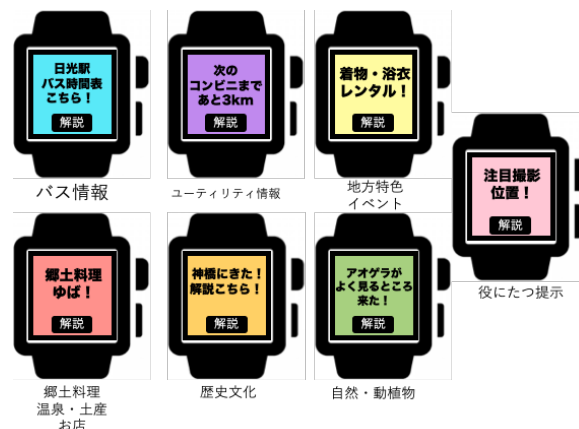 日光駅
バス時間表
こちら！
解説
バス情報
次の
コンビニまで
あと3km
解説
ユーティリティ情報
着物・浴衣
レンタル！
解説
地方特色
イベント
注目撮影
位置！
解説
役にたつ提示
郷土料理
ゆば！
解説
郷土料理
温泉・土産
お店
神橋にきた！
解説こちら！
解説
歴史文化
アオゲラが
よく見るところ
来た！
解説
自然・動植物